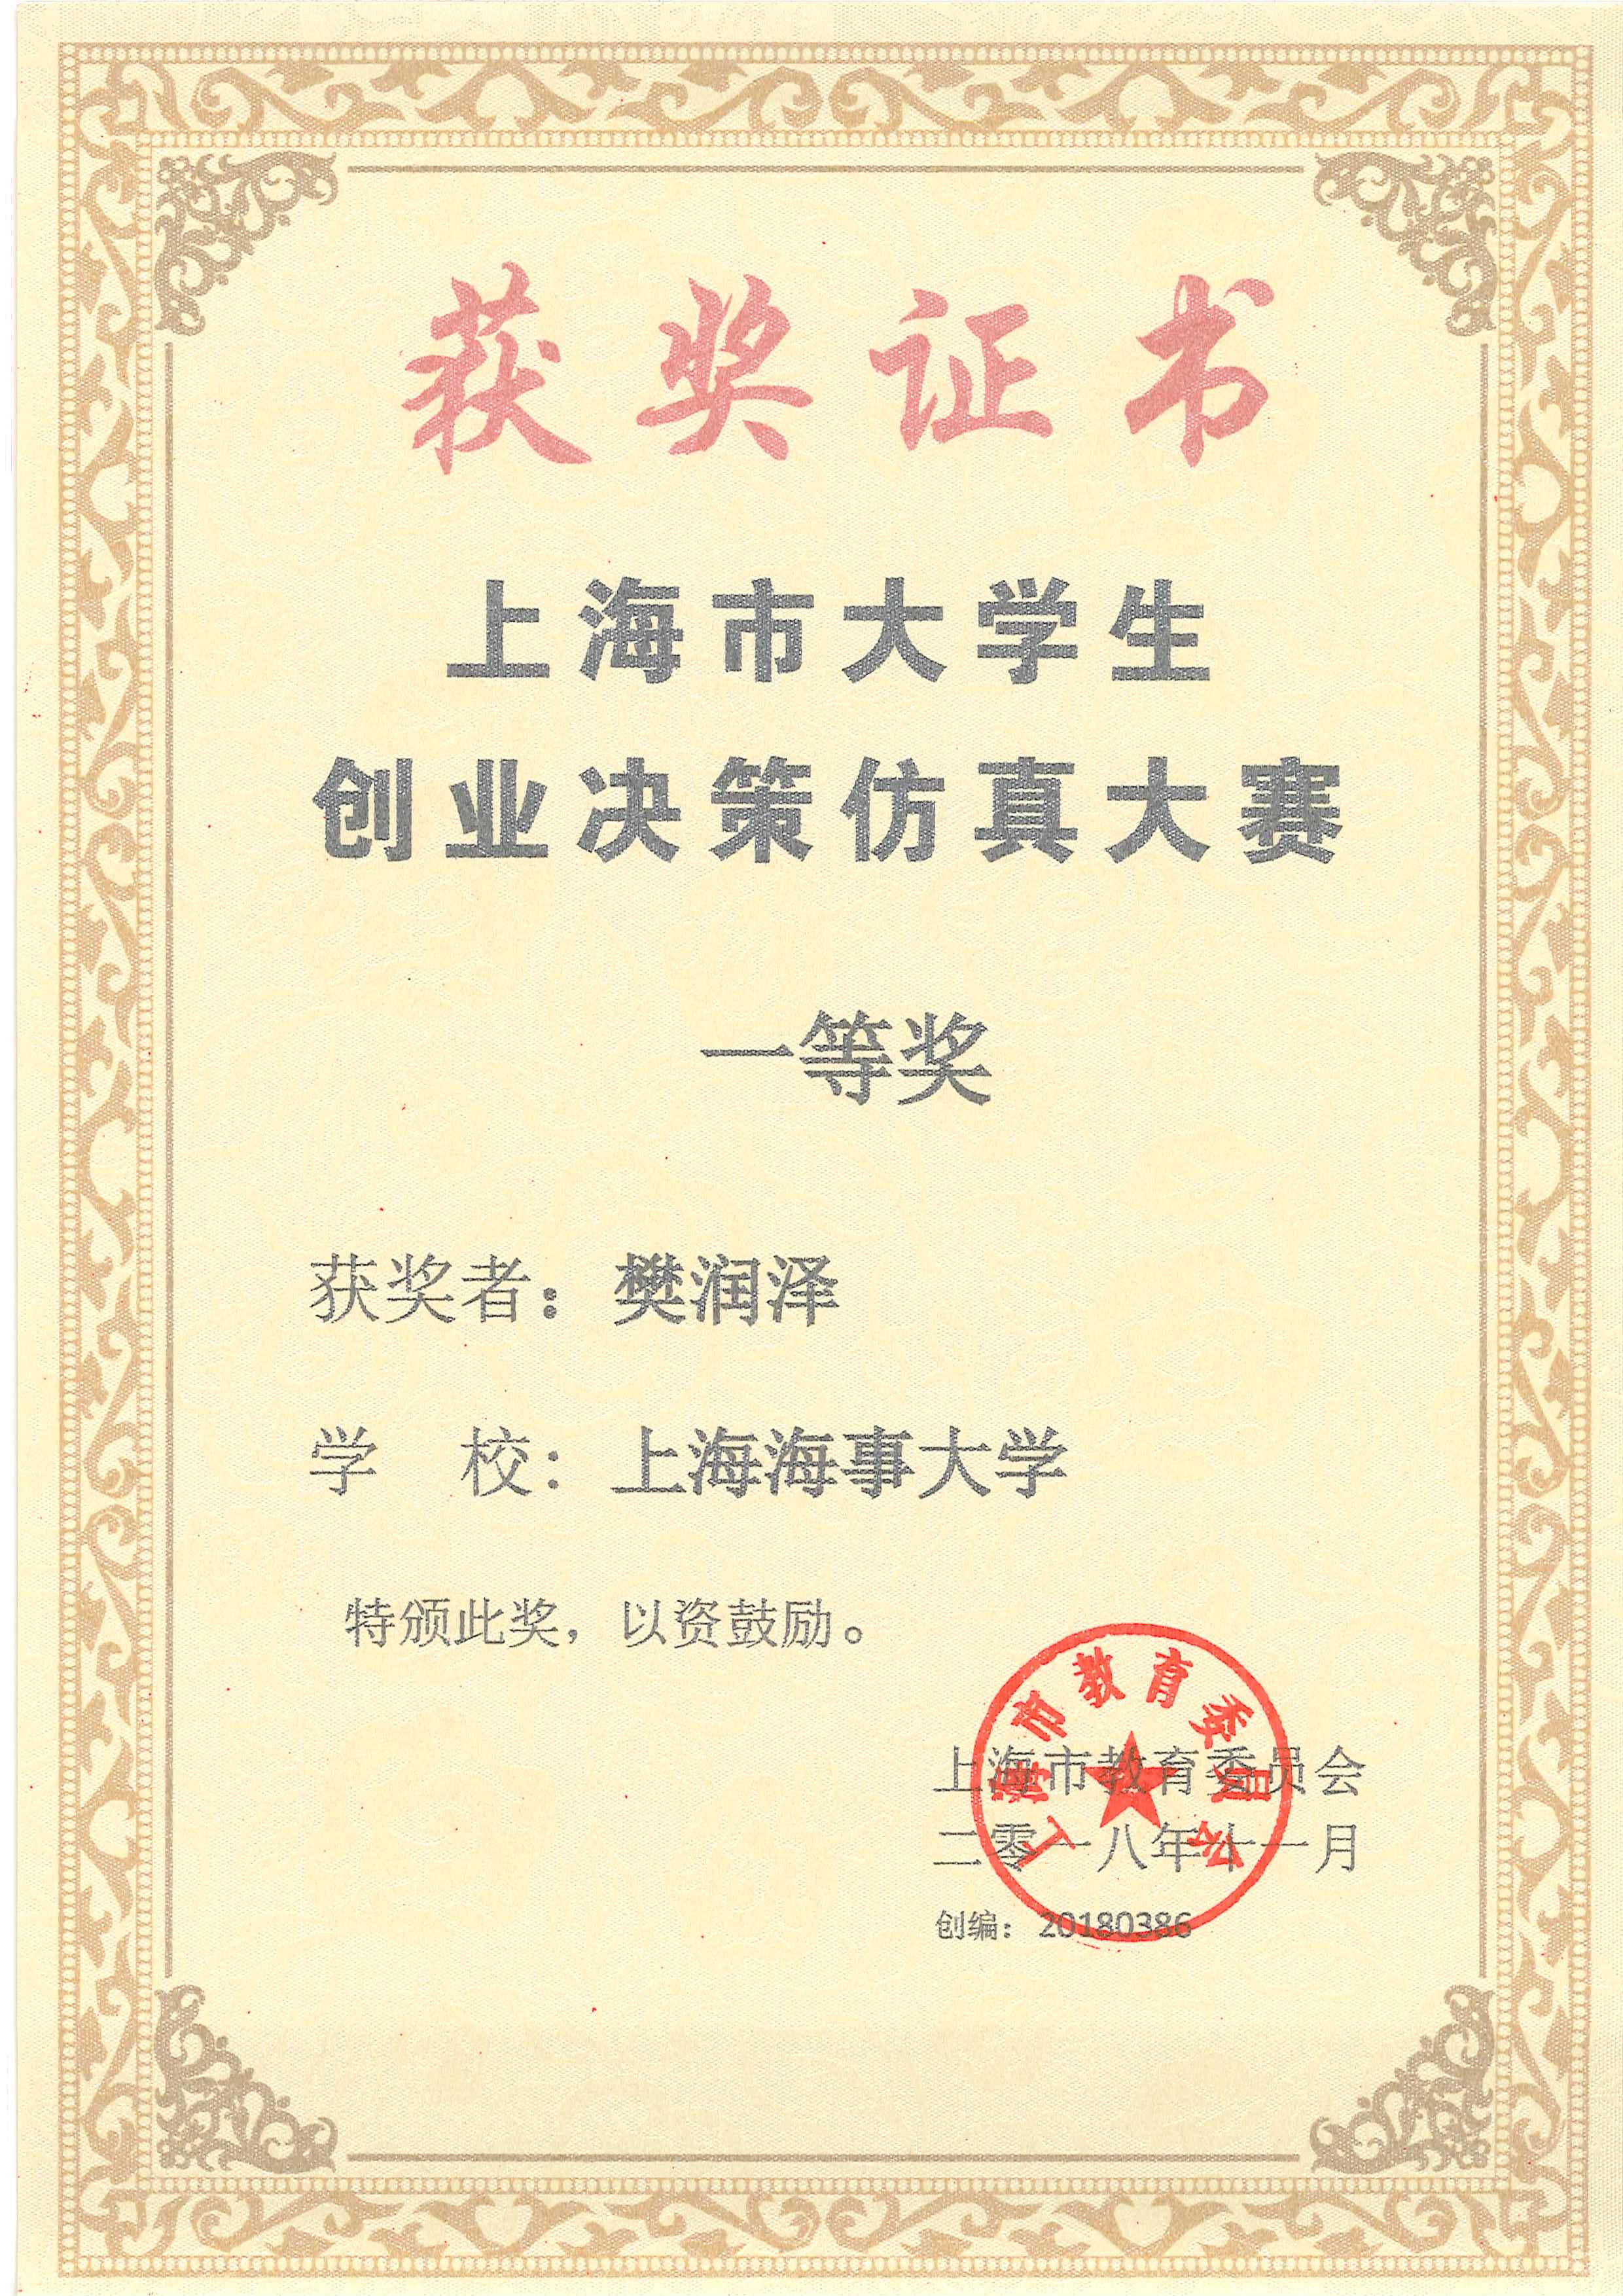 获奖证书
上海市大学生
创业决策仿真大赛
一等奖
获奖者：樊润泽
学 校：上海海事大学
特颁此奖，以资鼓励。
上海市教育委员会
上海市教育委员会
二零一八年十一月
创编：20180386